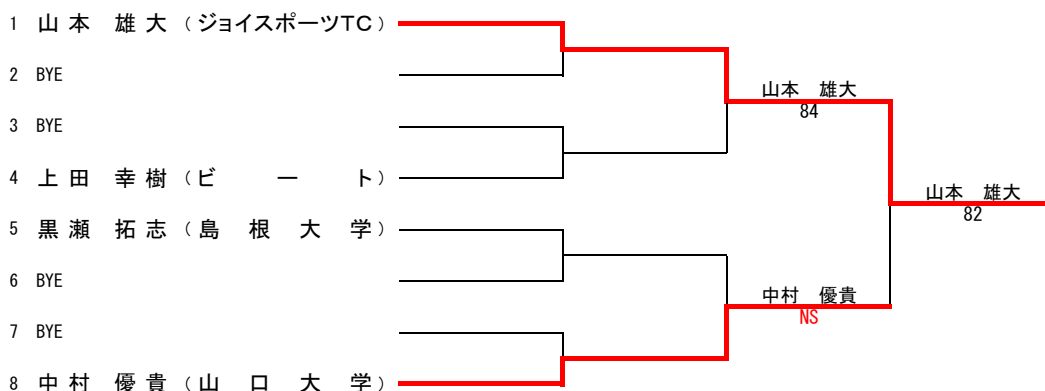 1 山本 雄大 (ジョイスポーツTC)
2 BYE
3 BYE
4 上田 幸樹 (ビート)
5 黒瀬 拓志 (島根大学)
6 BYE
7 BYE
8 中村 優貴 (山口大学)
山本 雄大
84
中村 優貴
NS
山本 雄大
82